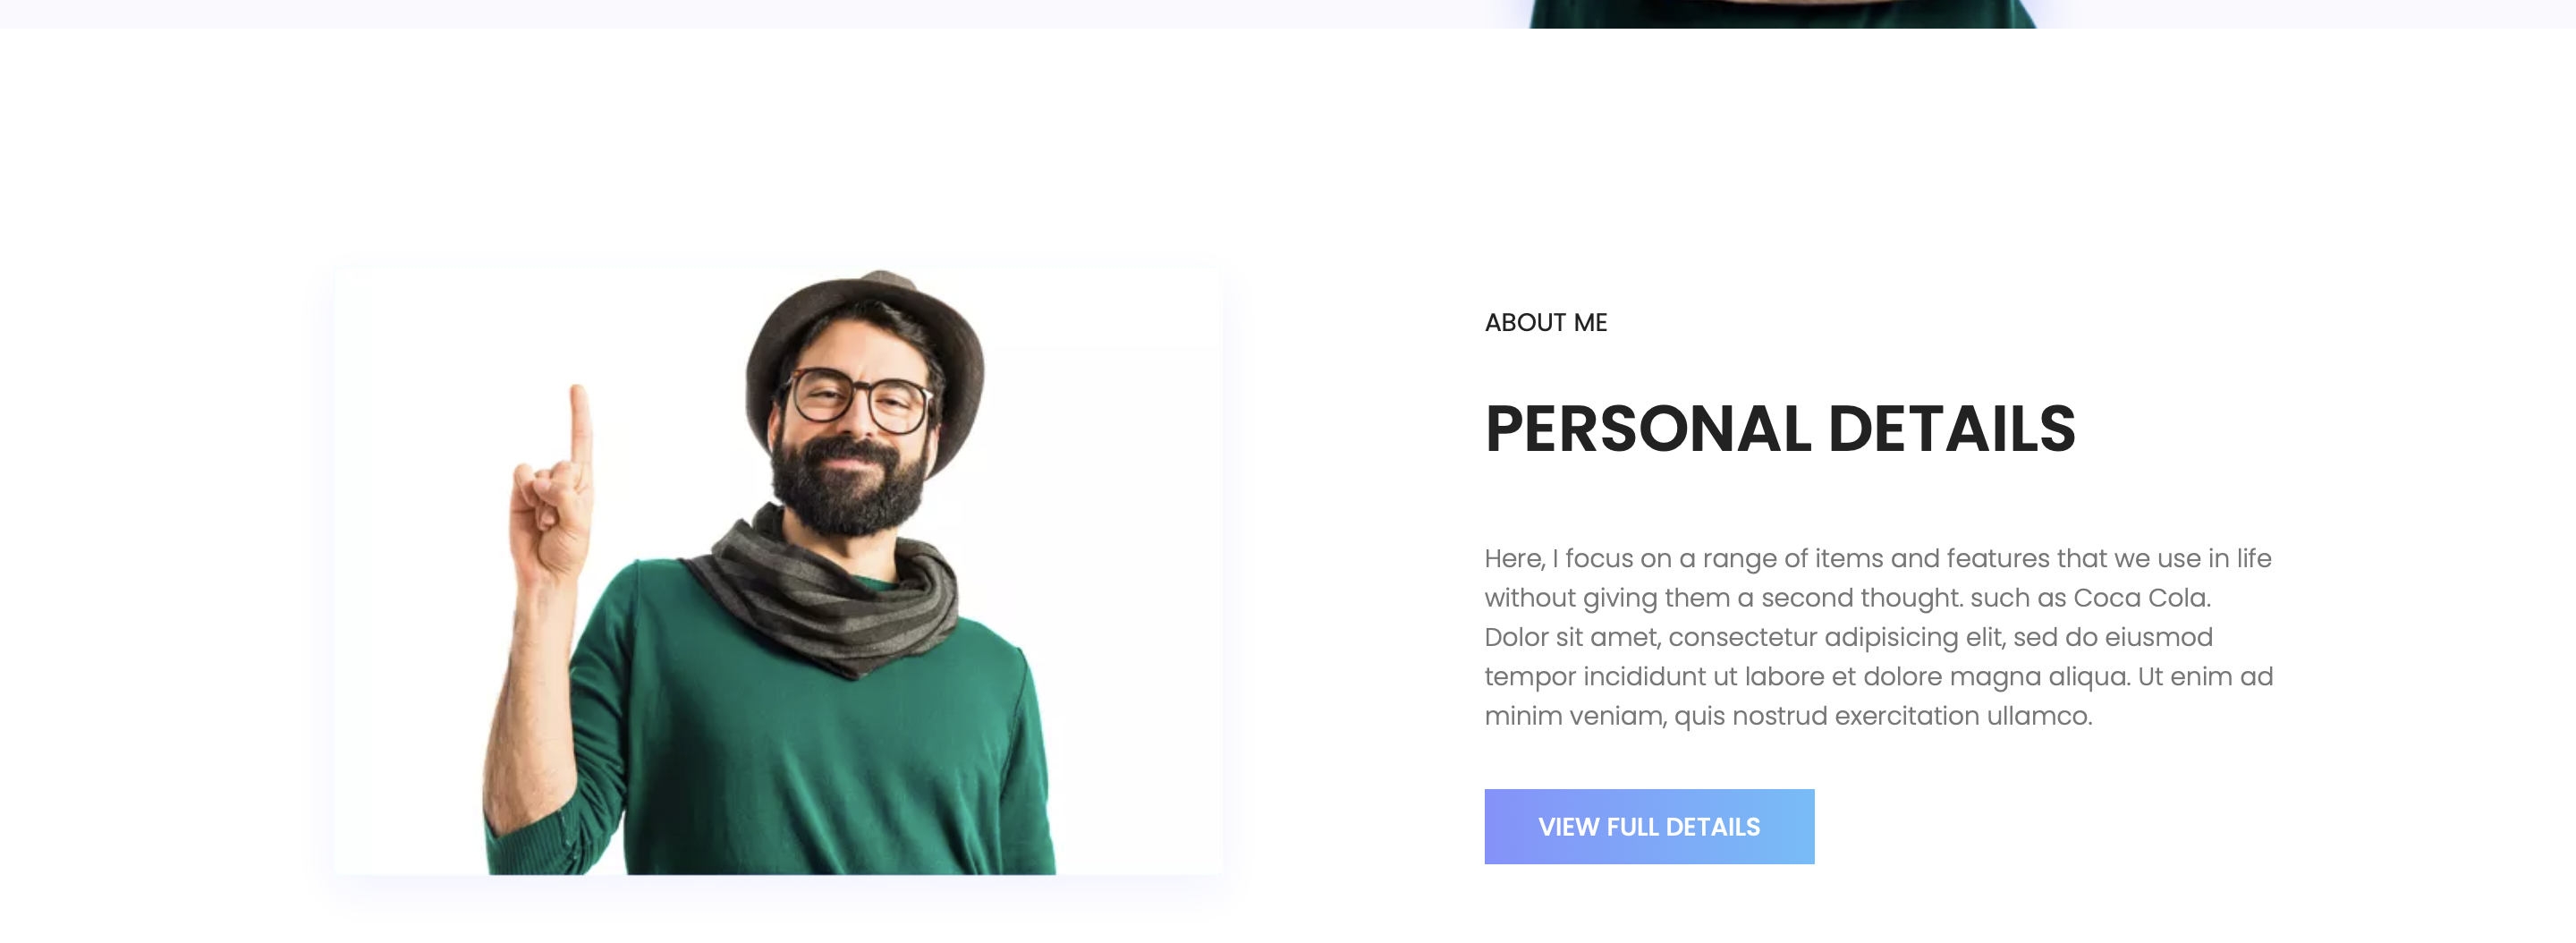 ABOUT ME
PERSONAL DETAILS
Here, I focus on a range of items and features that we use in life
without giving them a second thought. such as Coca Cola.
Dolor sit amet, consectetur adipisicing elit, sed do eiusmod
tempor incididunt ut labore et dolore magna aliqua. Ut enim ad
minim veniam, quis nostrud exercitation ullamco.
VIEW FULL DETAILS